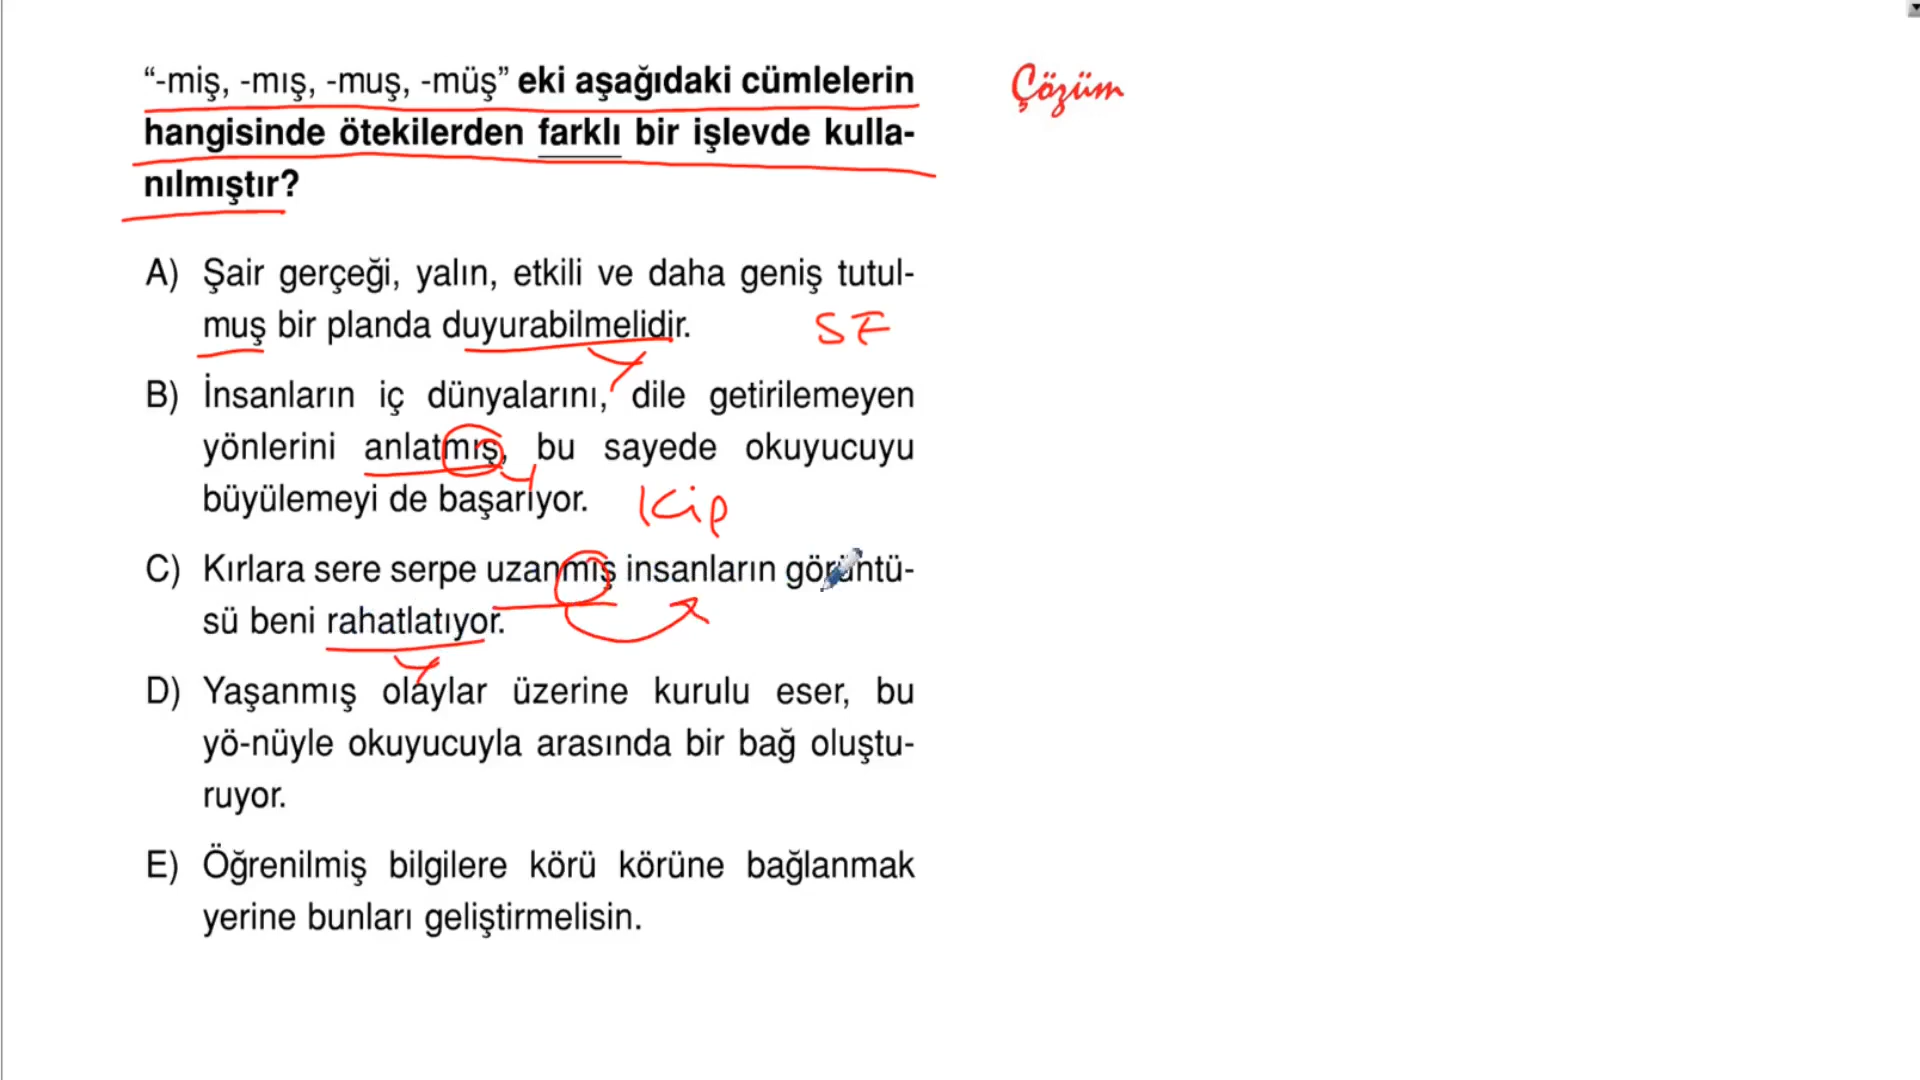 “-miş, -mış, -muş, -müş” eki aşağıdaki cümlelerin
hangisinde ötekilerden farklı bir işlevde kulla-
nılmıştır?
Çözüm
A) Şair gerçeği, yalın, etkili ve daha geniş tutul-
muş bir planda duyurabilmelidir.
SF
B) İnsanların iç dünyalarını, dile getirilemeyen
yönlerini anlatmış, bu sayede okuyucuyu
büyülemeyi de başarıyor.
Kip
C) Kırlara sere serpe uzanmış insanların görüntü-
sü beni rahatlatıyor.
D) Yaşanmış olaylar üzerine kurulu eser, bu
yö-nüyle okuyucuyla arasında bir bağ oluştu-
ruyor.
E) Öğrenilmiş bilgilere körü körüne bağlanmak
yerine bunları geliştirmelisin.